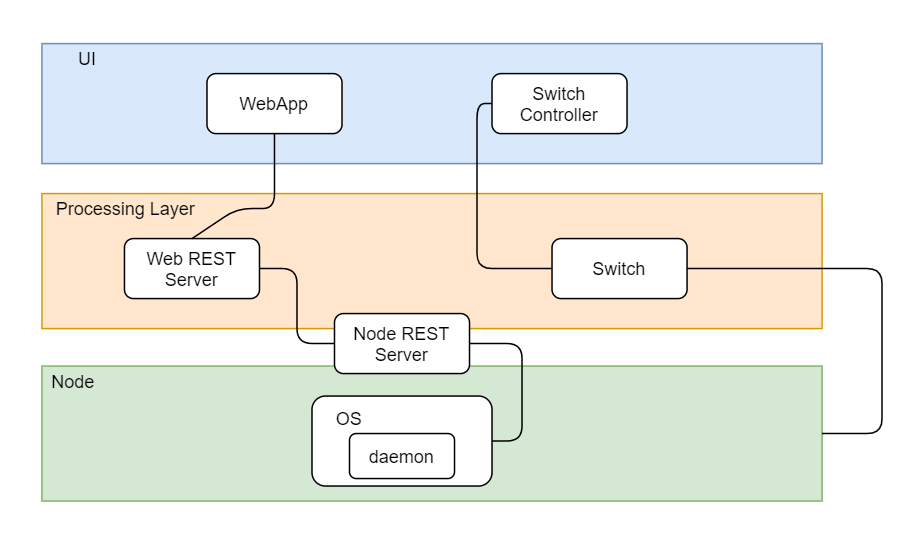 UI
WebApp
Switch
Controller
Processing Layer
Web REST
Server
Switch
Node REST
Server
Node
OS
daemon